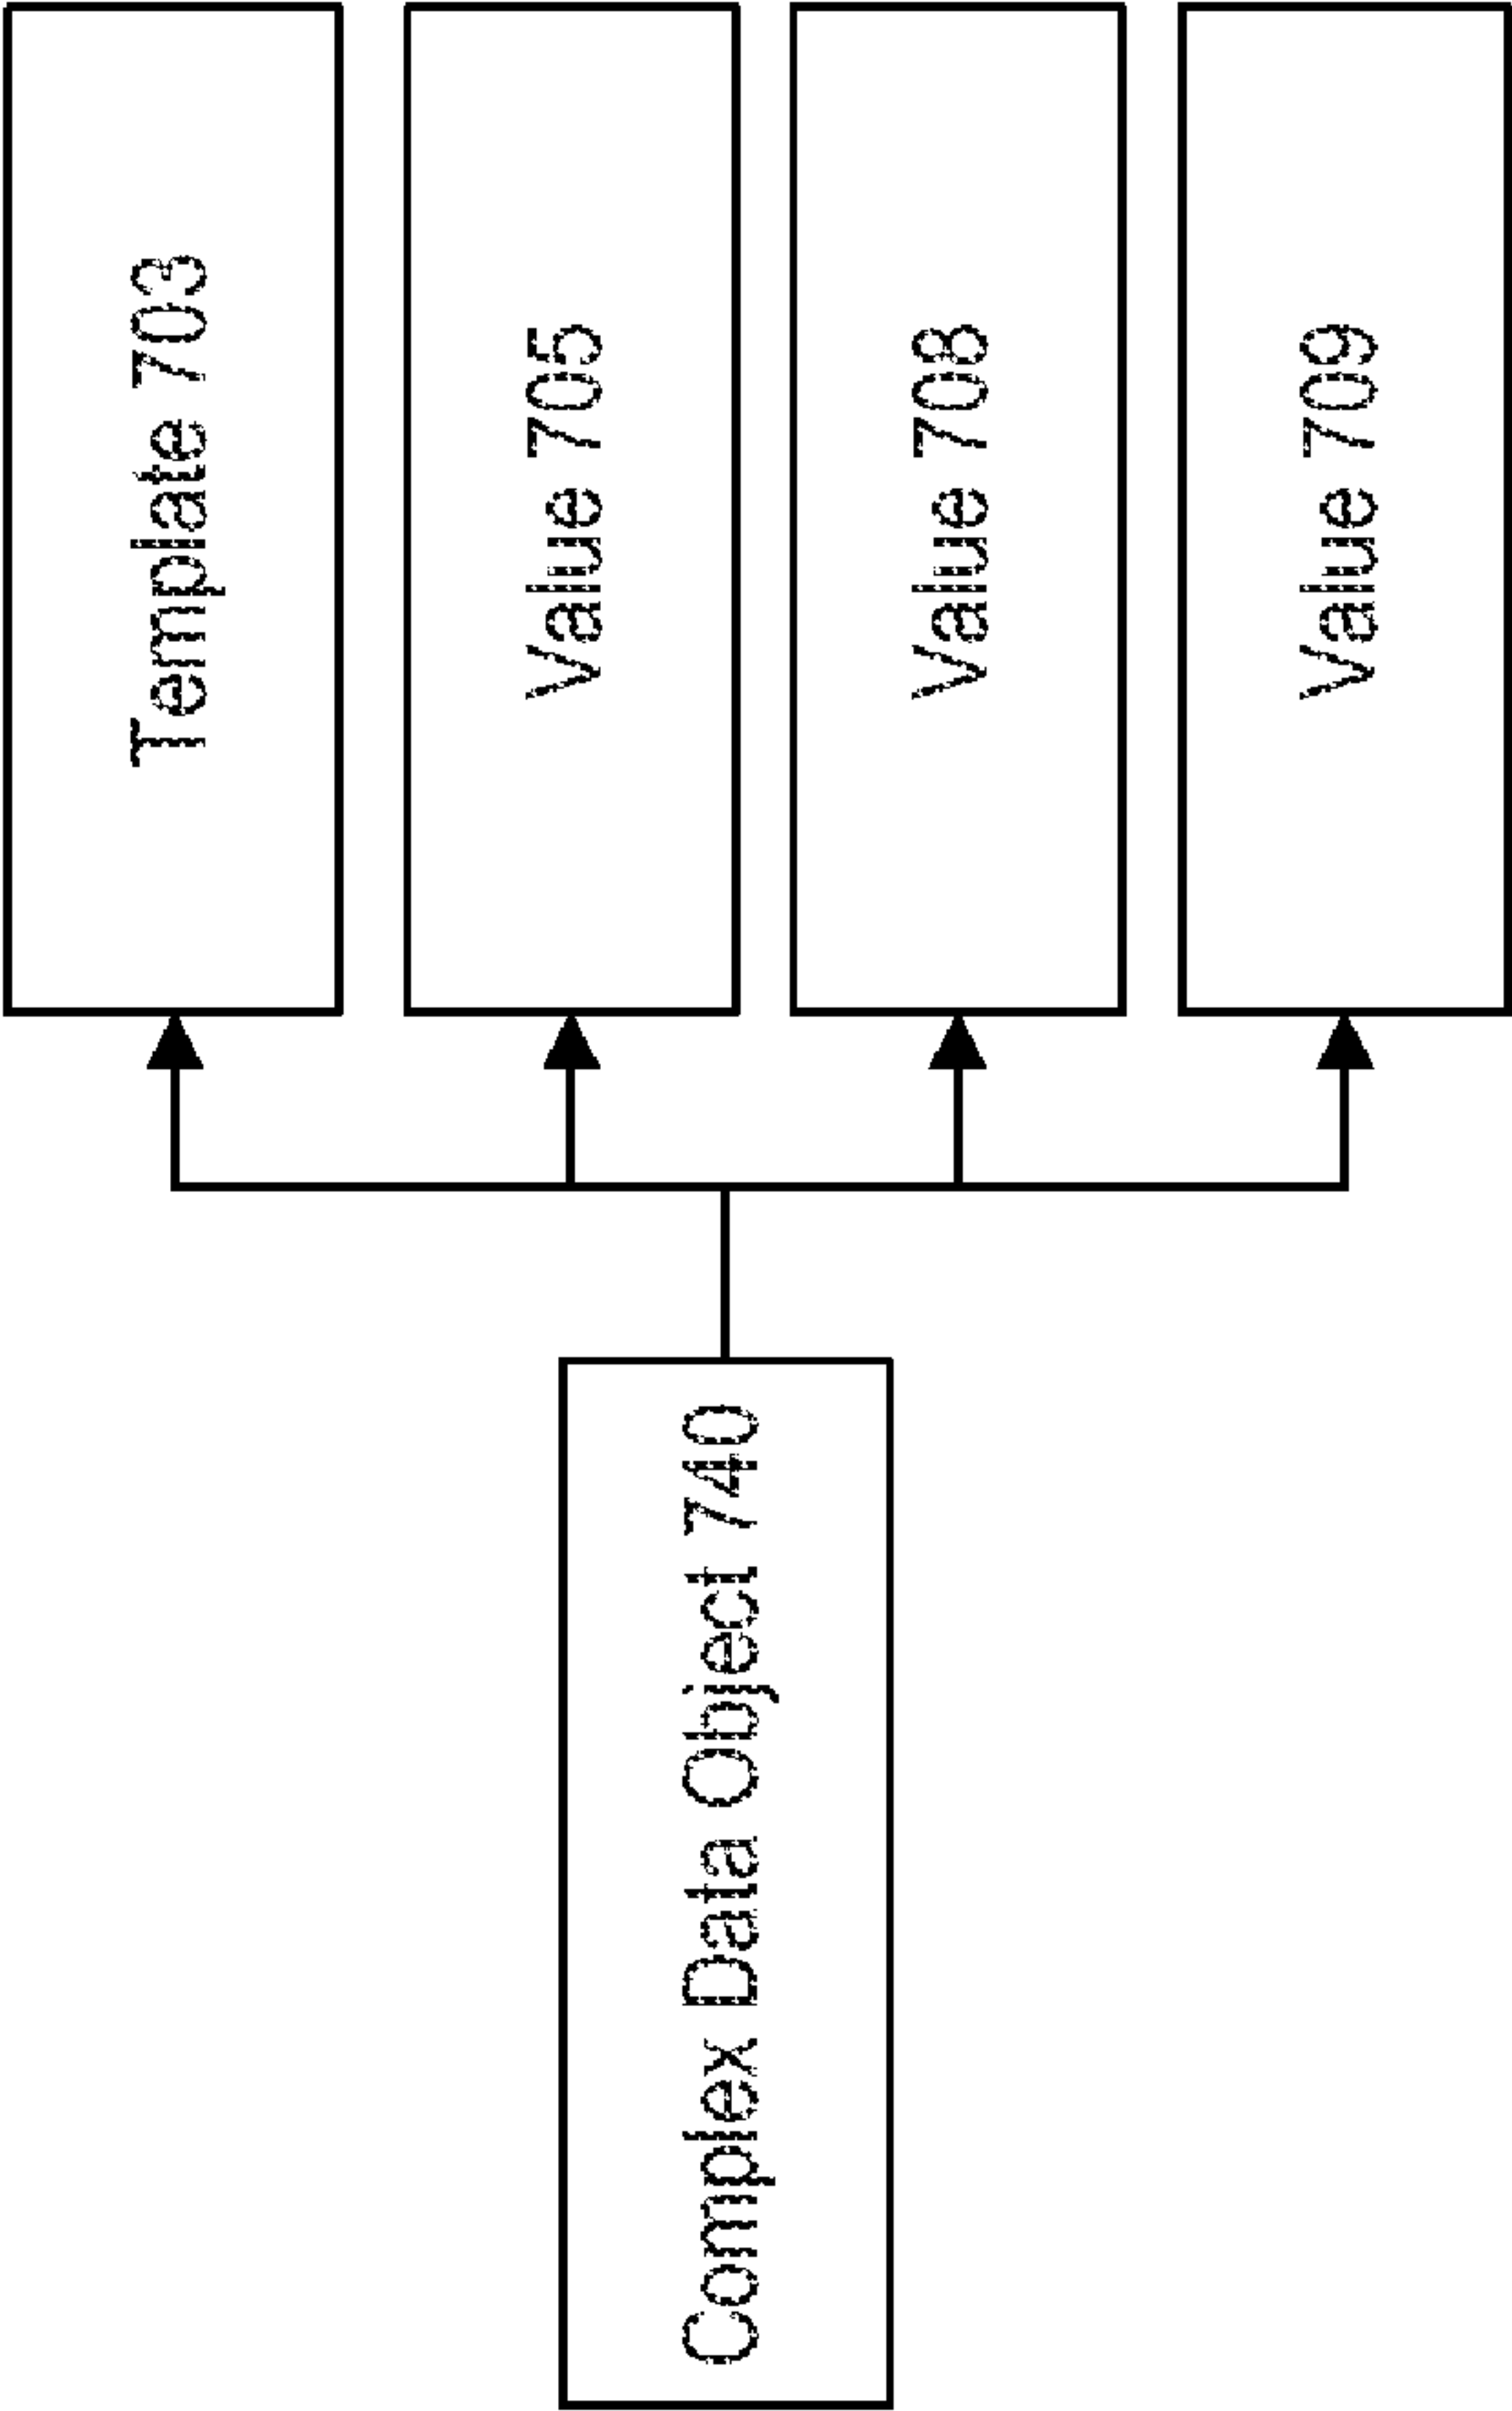 Template 703
Value 705
Complex Data Object 740
Value 708
Value 709